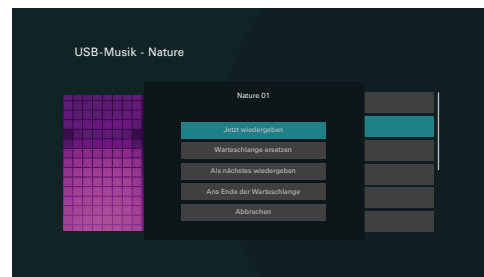 USB-Musik - Nature
Nature 01
Jetzt wiedergeben
Warteschlange ersetzen
Als nächstes wiedergeben
Ans Ende der Warteschlange
Abbrechen